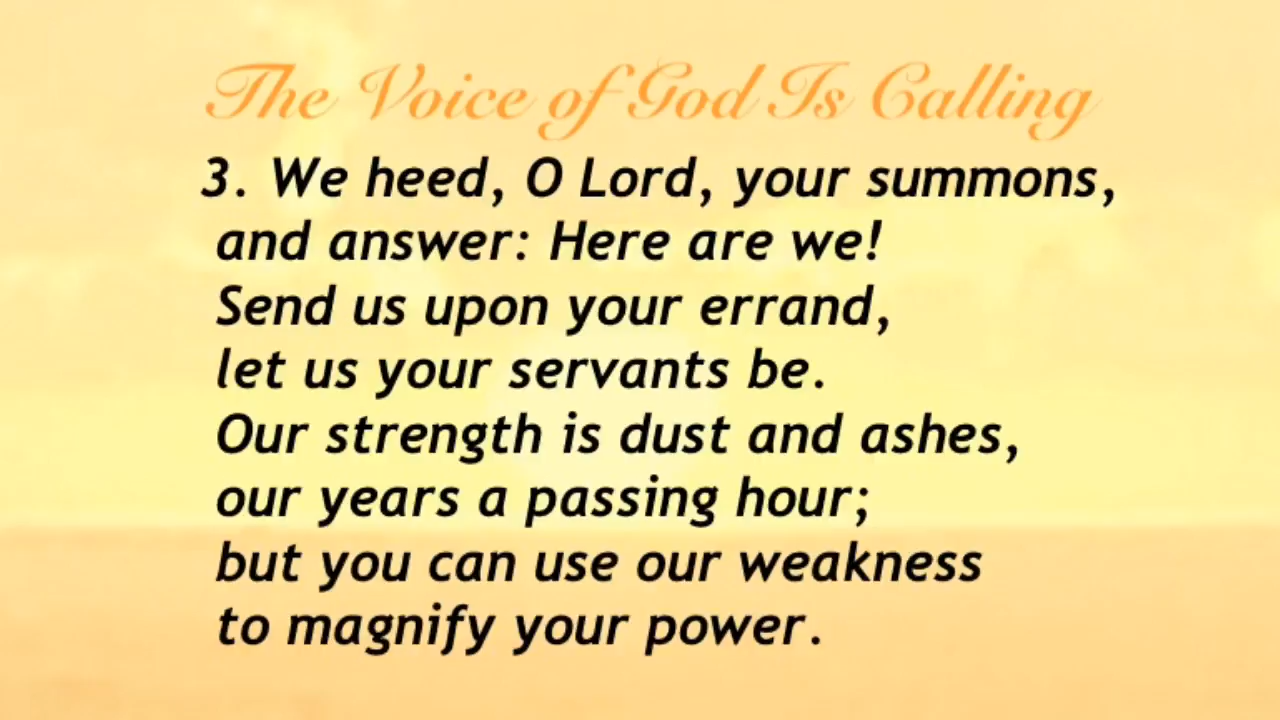 The Voice of God Is Calling
3. We heed, O Lord, your summons,
and answer: Here are we!
Send us upon your errand,
let us your servants be.
Our strength is dust and ashes,
our years a passing hour;
but you can use our weakness
to magnify your power.